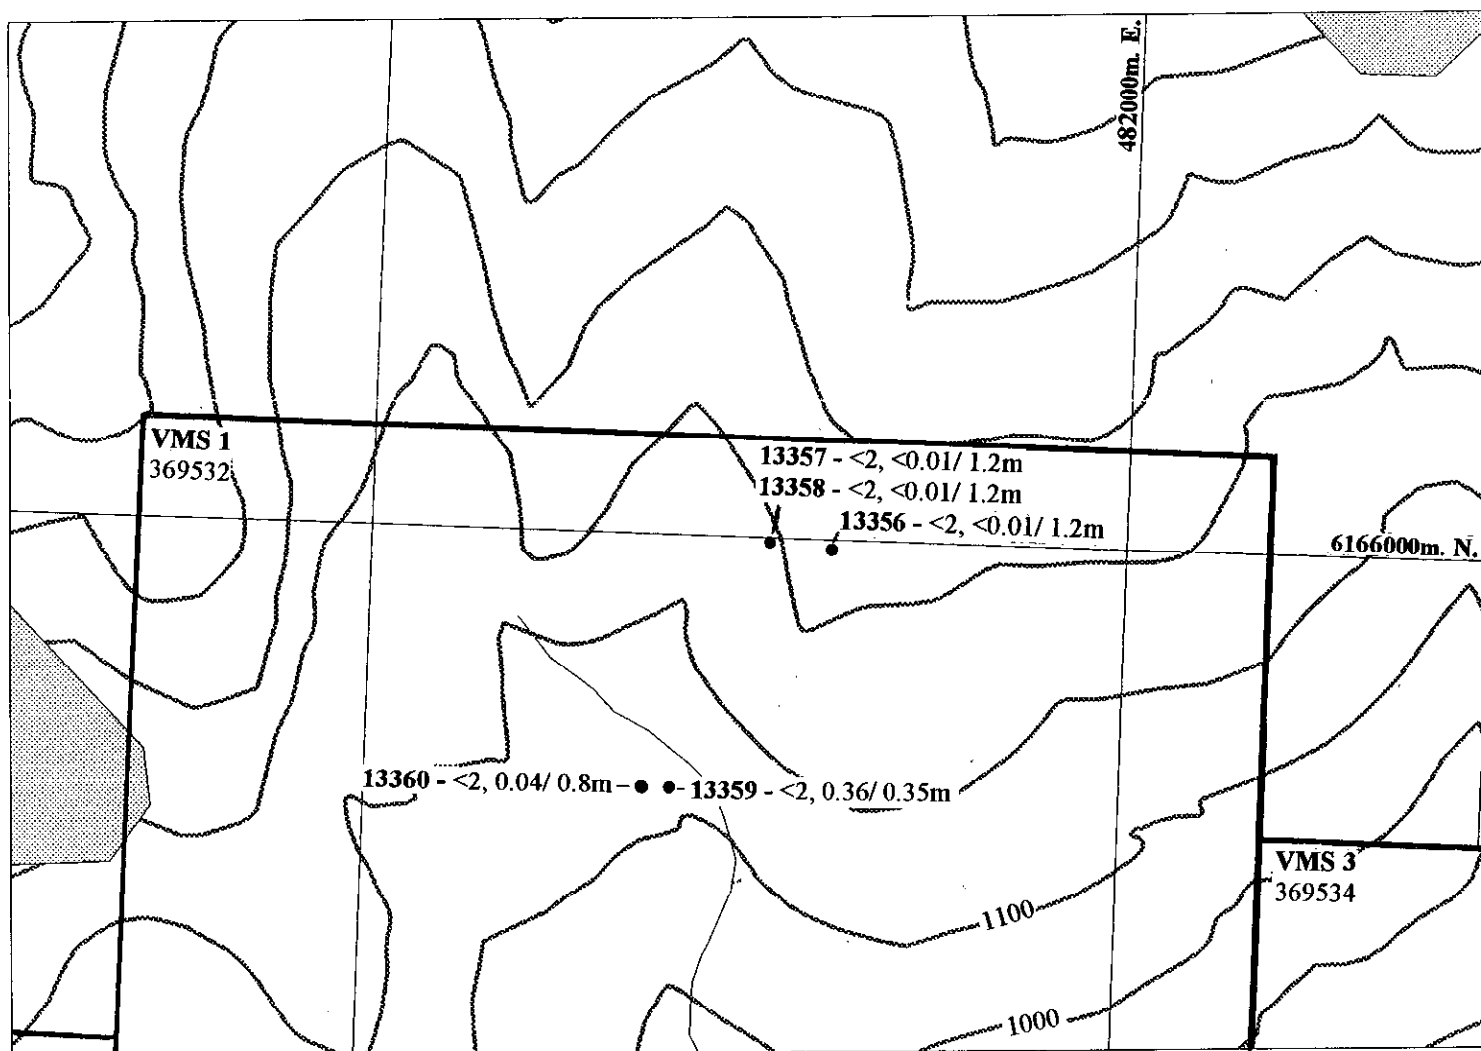 482000m. E.
VMS 1
369532
13357 - <2, <0.01/ 1.2m
13358 - <2, <0.01/ 1.2m
13356 - <2, <0.01/ 1.2m
6166000m. N.
13360 - <2, 0.04/ 0.8m
13359 - <2, 0.36/ 0.35m
VMS 3
369534
1100
1000